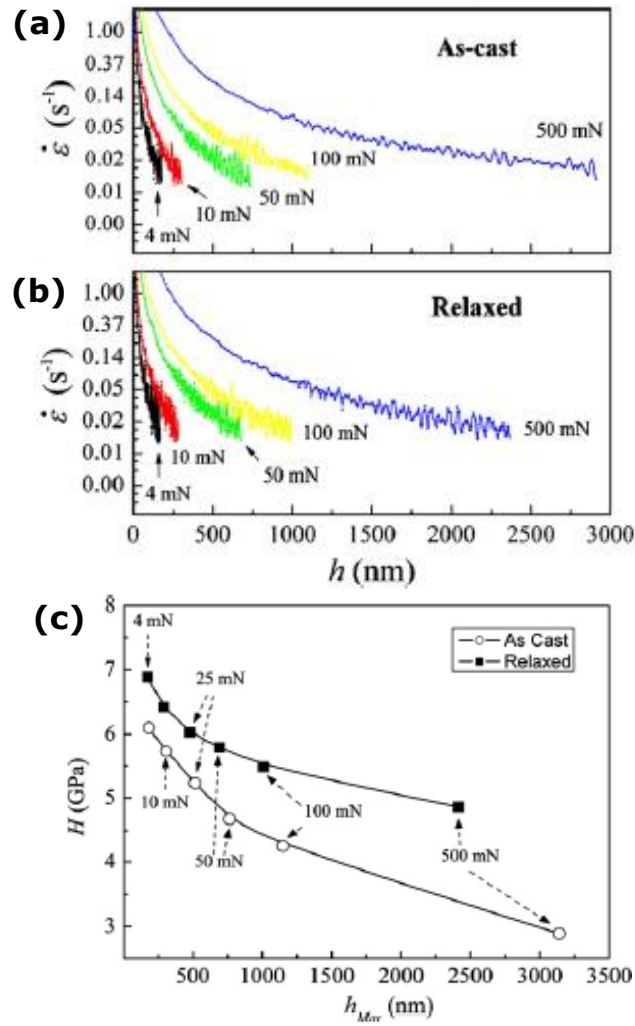 (a)
As-cast
1.00
0.37
0.14
0.05
0.02
0.01
0.00
ε̇ (s⁻¹)
500 mN
100 mN
50 mN
10 mN
4 mN
(b)
Relaxed
1.00
0.37
0.14
0.05
0.02
0.01
0.00
ε̇ (s⁻¹)
10 mN
100 mN
500 mN
50 mN
4 mN
0 500 1000 1500 2000 2500 3000
h (nm)
(c)
8
7
6
5
4
3
H (GPa)
4 mN
As Cast
Relaxed
25 mN
10 mN
50 mN
100 mN
500 mN
500 1000 1500 2000 2500 3000 3500
h_Max (nm)